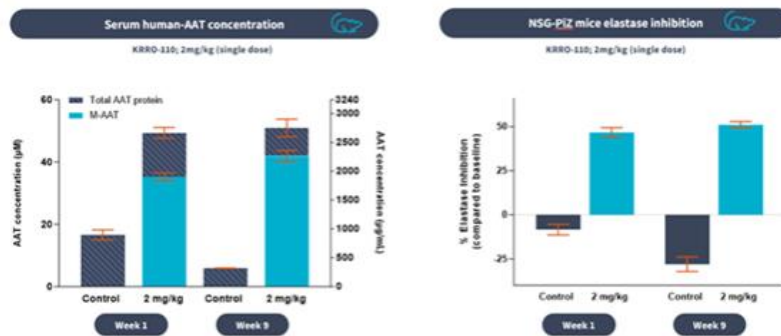 Serum human-AAT concentration
KRRO-110; 2mg/kg (single dose)
Total AAT protein
M-AAT
AAT concentration (µM)
60
40
20
0
3240
3000
2500
2000
1500
1000
500
0
AAT concentration (µg/mL)
Control
2 mg/kg
Control
2 mg/kg
Week 1
Week 9
NSG-PiZ mice elastase inhibition
KRRO-110; 2mg/kg (single dose)
% Elastase Inhibition
(compared to baseline)
50
25
0
-25
Control
2 mg/kg
Control
2 mg/kg
Week 1
Week 9